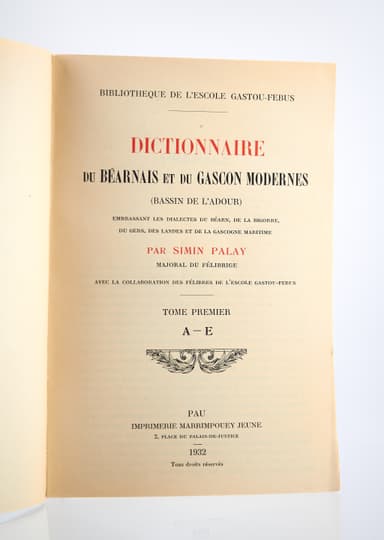 BIBLIOTHEQUE DE L'ESCOLE GASTOU-FEBUS
DICTIONNAIRE
DU BÉARNAIS ET DU GASCON MODERNES
(BASSIN DE L'ADOUR)
EMBRASSANT LES DIALECTES DU BÉARN, DE LA BIGORRE,
DU GERS, DES LANDES ET DE LA GASCOGNE MARITIME
PAR SIMIN PALAY
MAJORAL DU FÉLIBRIGE
AVEC LA COLLABORATION DES FÉLIBRES DE L'ESCOLE GASTOU-FEBUS
TOME PREMIER
A — E
PAU
IMPRIMERIE MARRIMPOUEY JEUNE
2, PLACE DU PALAIS-DE-JUSTICE
1932
Tous droits réservés